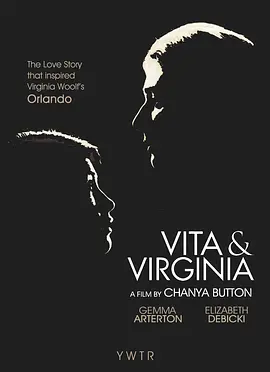 The Love Story
that inspired
Virginia Woolf's
Orlando
VITA &
VIRGINIA
A FILM BY CHANYA BUTTON
GEMMA ARTERTON
ELIZABETH DEBICKI
YWTR